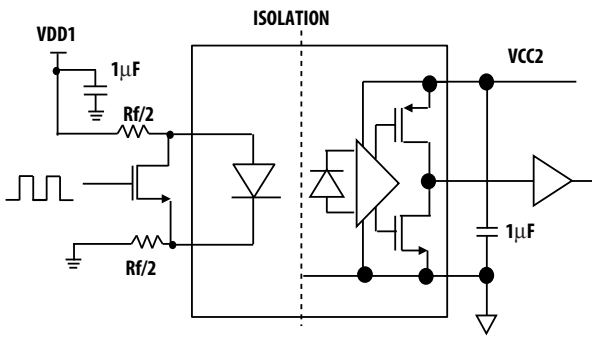 ISOLATION
VDD1
1μF
Rf/2
VCC2
1μF
Rf/2